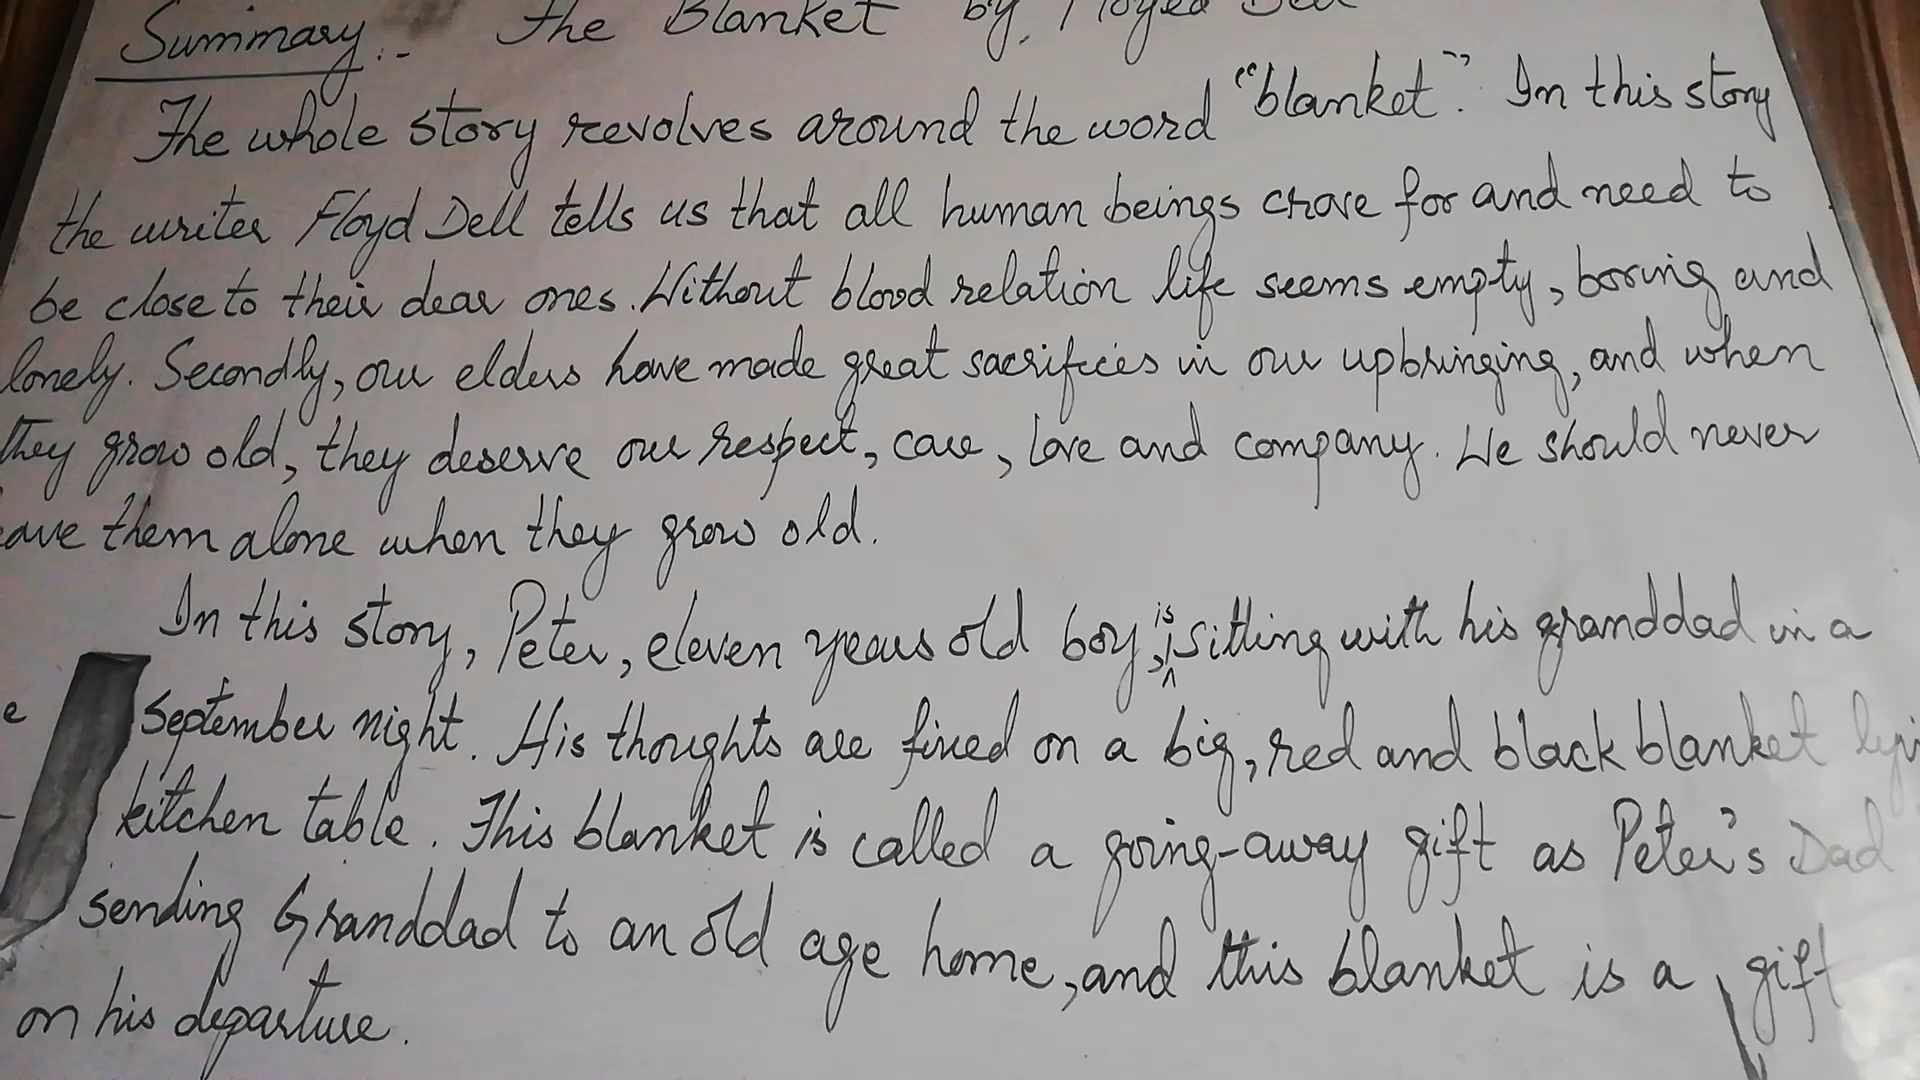 Summary:- The Blanket by, Floyed Dell
The whole story revolves around the word "blanket". In this story
the writer Floyd Dell tells us that all human beings crave for and need to
be close to their dear ones. Without blood relation life seems empty, boring and
lonely. Secondly, our elders have made great sacrifices in our upbringing, and when
they grow old, they deserve our respect, care, love and company. We should never
eave them alone when they grow old.
In this story, Peter, eleven years old boy, is sitting with his granddad in a
e September night. His thoughts are fixed on a big, red and black blanket lyi
kitchen table. This blanket is called a going-away gift as Peter's Dad
sending Granddad to an old age home, and this blanket is a gift
on his departure.